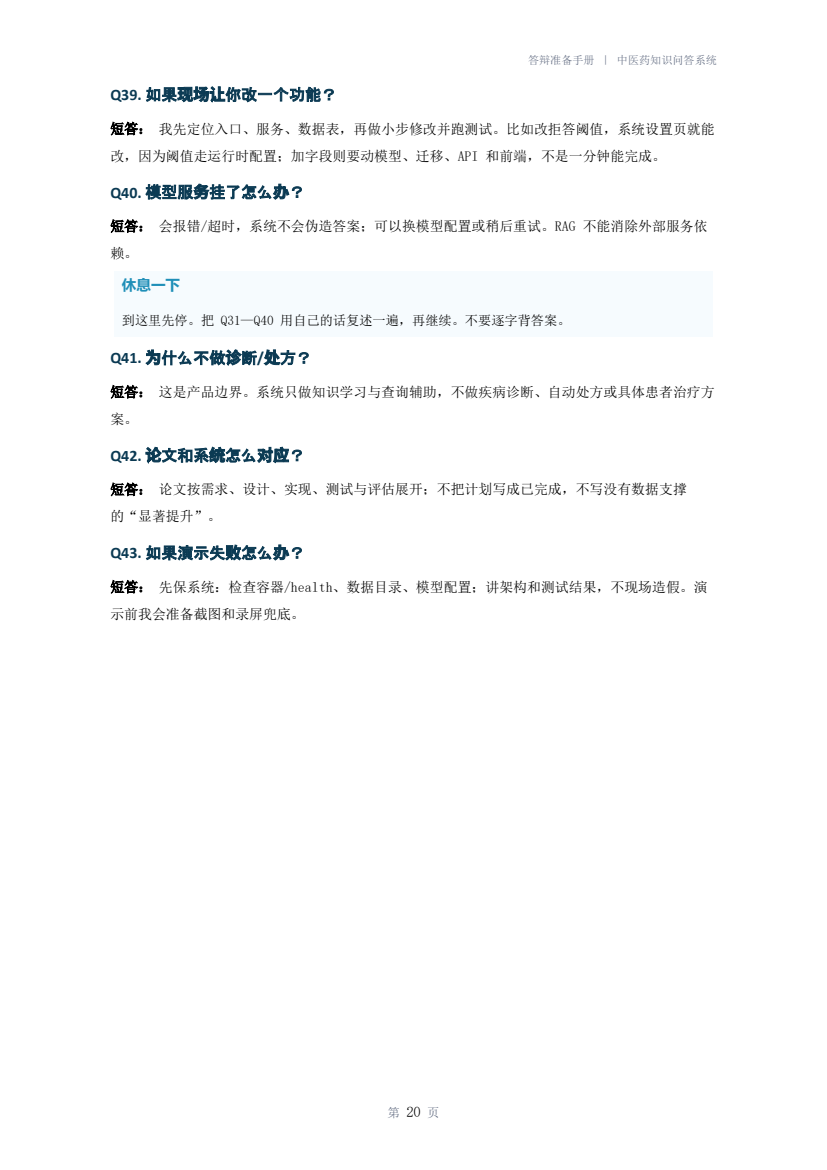 答辩准备手册 | 中医药知识问答系统
Q39. 如果现场让你改一个功能？
短答： 我先定位入口、服务、数据表，再做小步修改并跑测试。比如改拒答阈值，系统设置页就能
改，因为阈值走运行时配置；加字段则要动模型、迁移、API 和前端，不是一分钟能完成。
Q40. 模型服务挂了怎么办？
短答： 会报错/超时，系统不会伪造答案；可以换模型配置或稍后重试。RAG 不能消除外部服务依
赖。
休息一下
到这里先停。把 Q31—Q40 用自己的话复述一遍，再继续。不要逐字背答案。
Q41. 为什么不做诊断/处方？
短答： 这是产品边界。系统只做知识学习与查询辅助，不做疾病诊断、自动处方或具体患者治疗方
案。
Q42. 论文和系统怎么对应？
短答： 论文按需求、设计、实现、测试与评估展开；不把计划写成已完成，不写没有数据支撑
的“显著提升”。
Q43. 如果演示失败怎么办？
短答： 先保系统：检查容器/health、数据目录、模型配置；讲架构和测试结果，不现场造假。演
示前我会准备截图和录屏兜底。
第 20 页